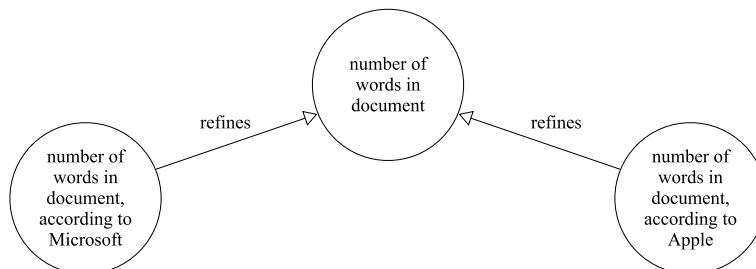 number of
words in
document
refines
refines
number of
words in
document,
according to
Microsoft
number of
words in
document,
according to
Apple